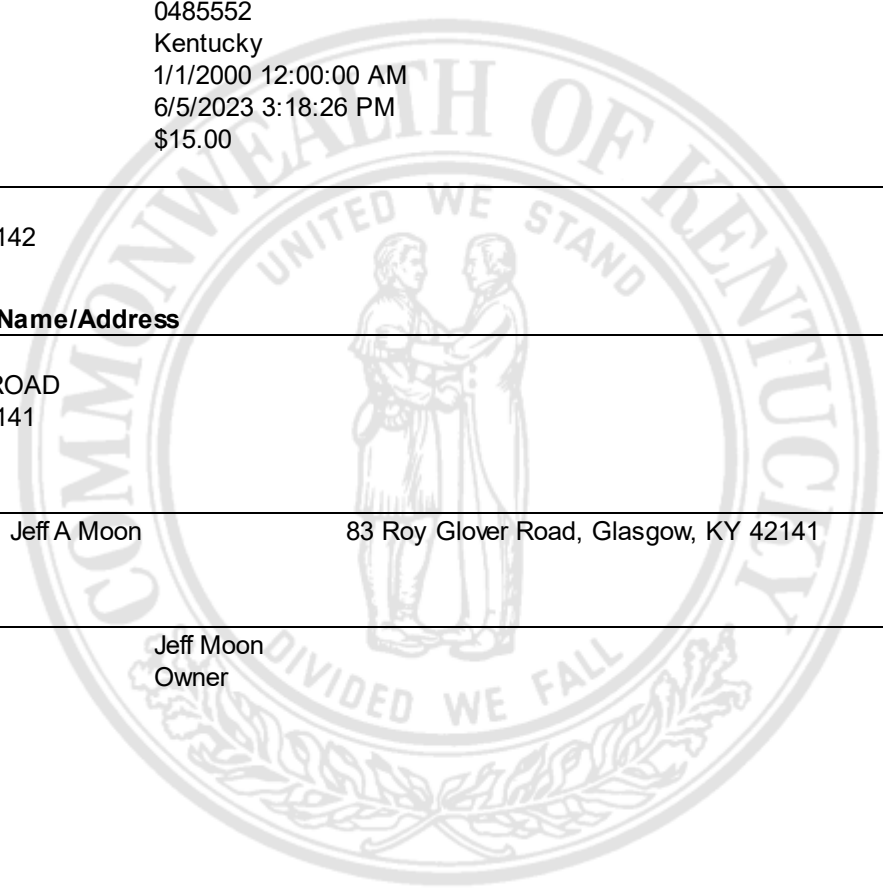 0485552
Kentucky
1/1/2000 12:00:00 AM
6/5/2023 3:18:26 PM
$15.00
142
Name/Address
ROAD
141
Jeff A Moon 83 Roy Glover Road, Glasgow, KY 42141
Jeff Moon
Owner
COMMONWEALTH OF KENTUCKY
UNITED WE STAND
DIVIDED WE FALL